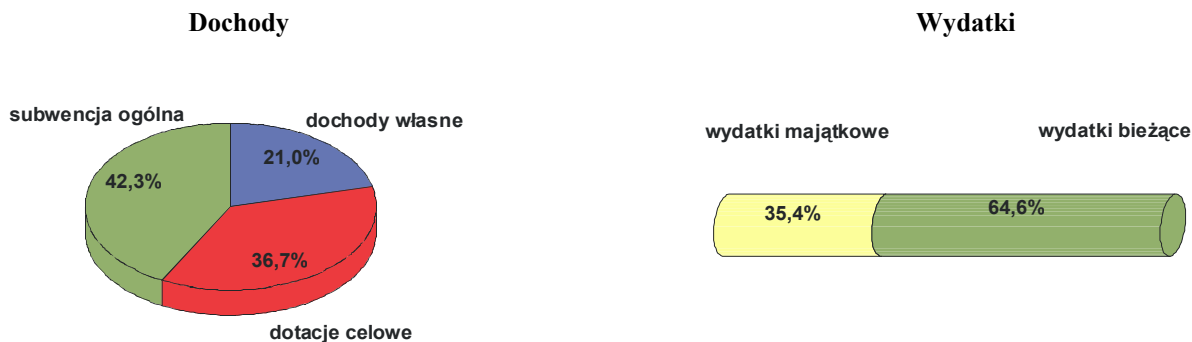 Dochody
Wydatki
subwencja ogólna
dochody własne
21,0%
42,3%
36,7%
dotacje celowe
wydatki majątkowe
wydatki bieżące
35,4%
64,6%